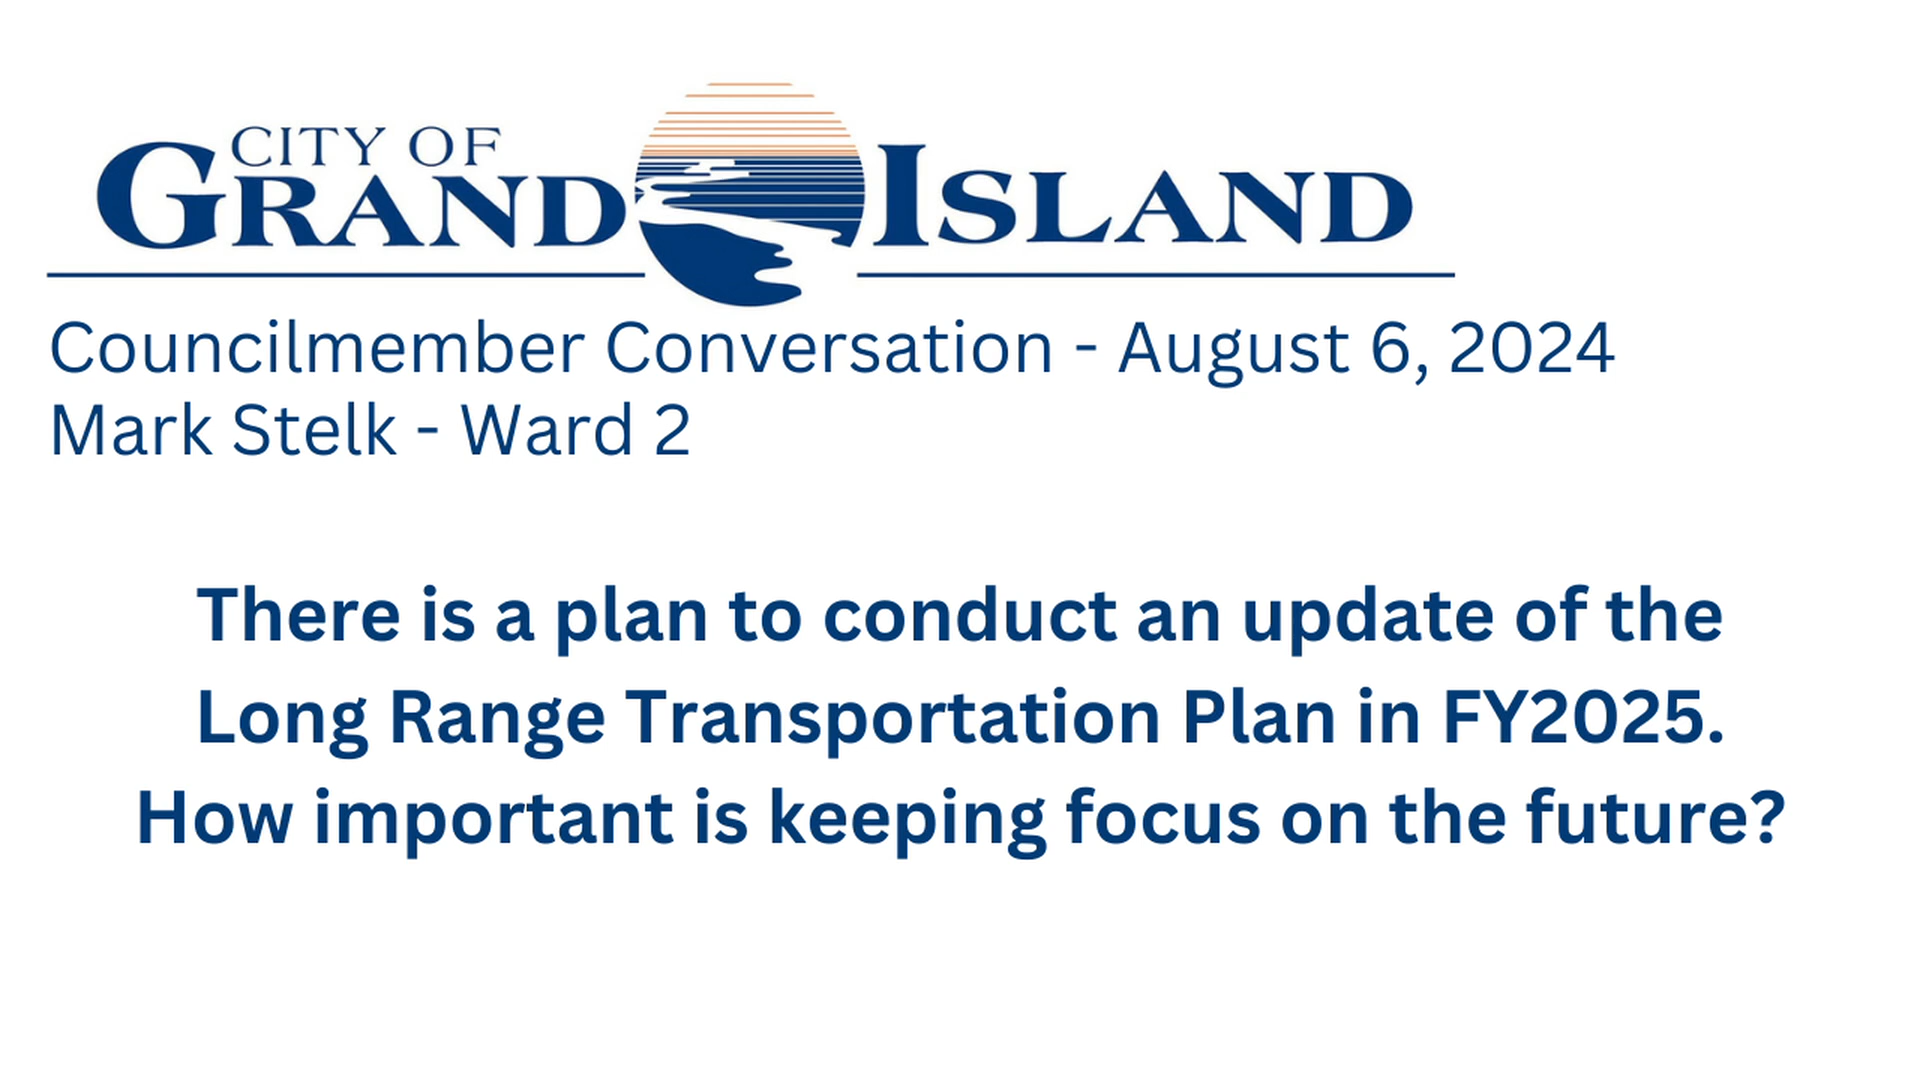 CITY OF
GRAND ISLAND
Councilmember Conversation - August 6, 2024
Mark Stelk - Ward 2
There is a plan to conduct an update of the
Long Range Transportation Plan in FY2025.
How important is keeping focus on the future?